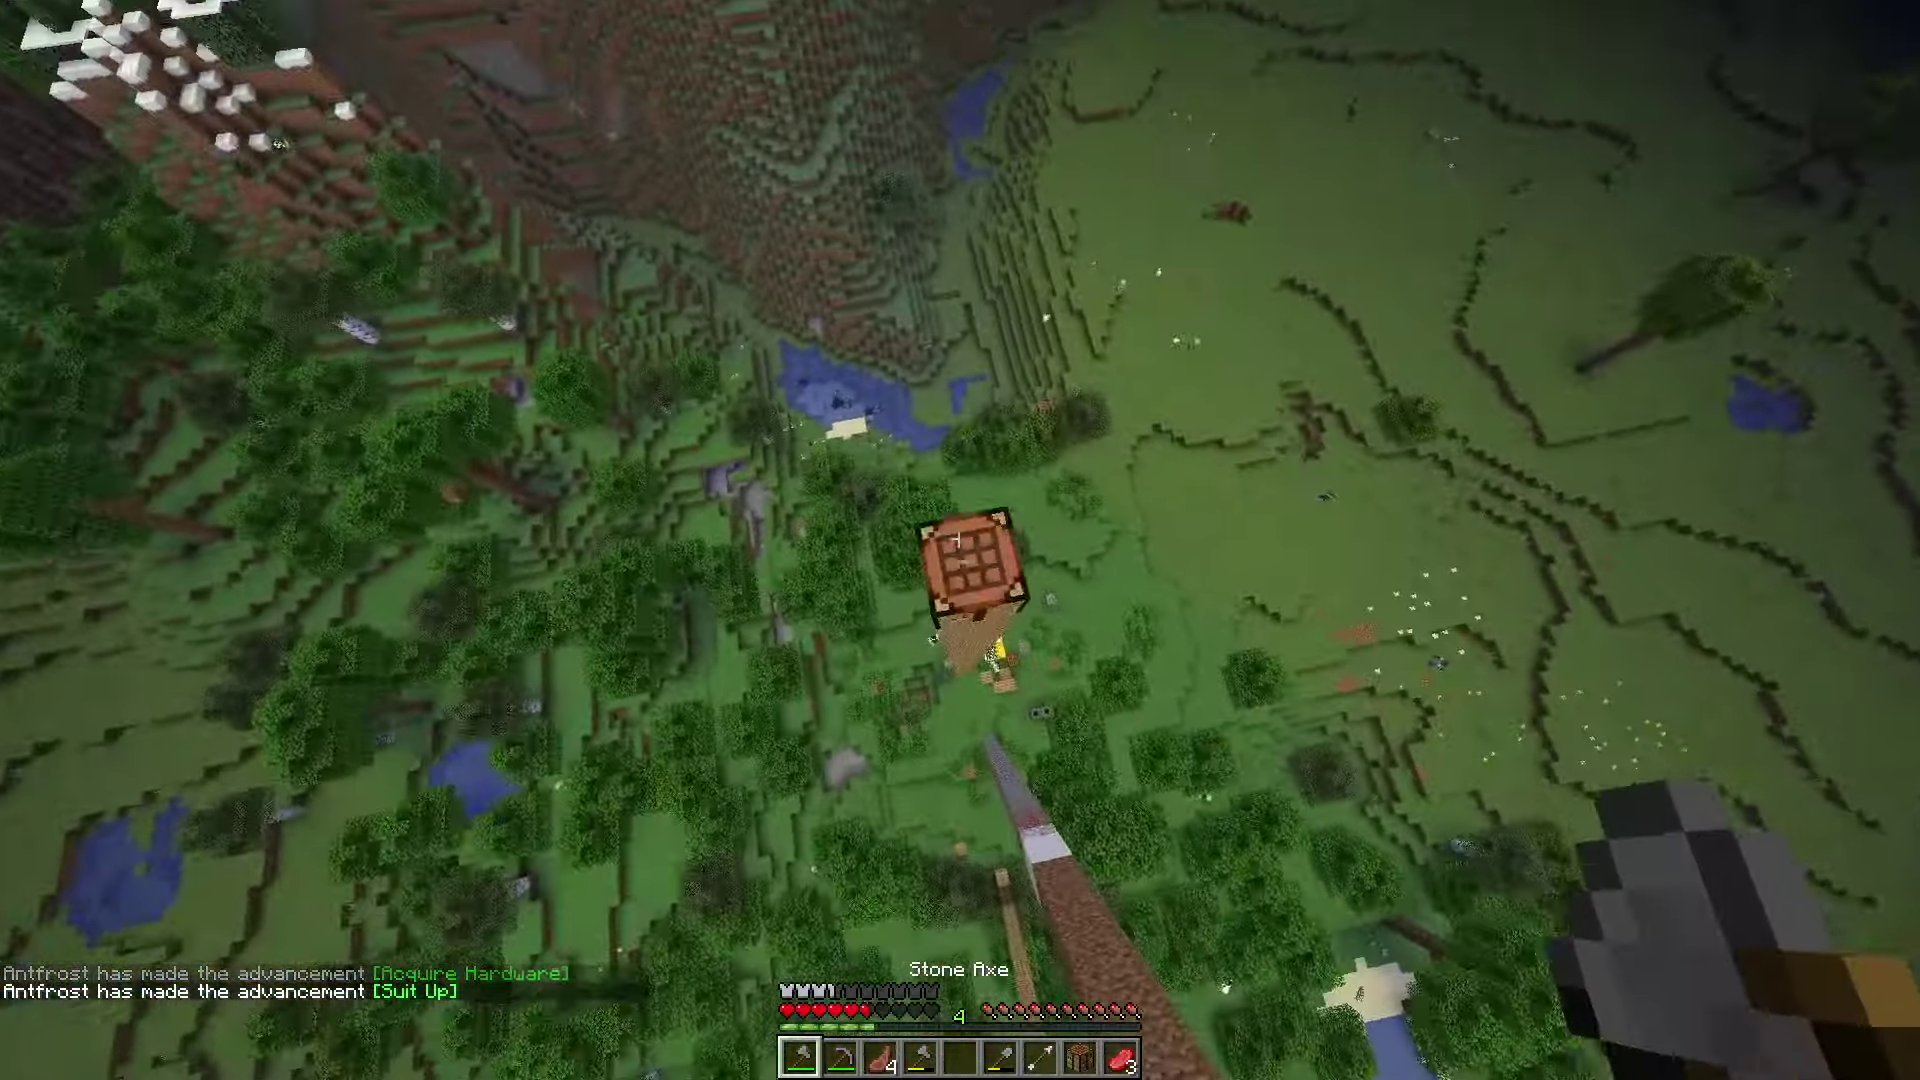 Antfrost has made the advancement [Acquire Hardware]
Antfrost has made the advancement [Suit Up]
Stone Axe
4
4
3